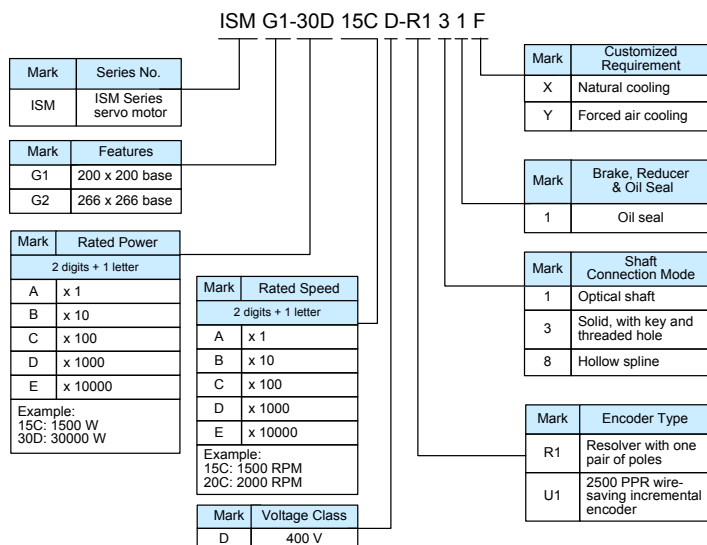 ISM G1-30D 15C D-R1 3 1 F
Mark Series No.
ISM ISM Series
servo motor
Mark Features
G1 200 x 200 base
G2 266 x 266 base
Mark Rated Power
2 digits + 1 letter
A x 1
B x 10
C x 100
D x 1000
E x 10000
Example:
15C: 1500 W
30D: 30000 W
Mark Rated Speed
2 digits + 1 letter
A x 1
B x 10
C x 100
D x 1000
E x 10000
Example:
15C: 1500 RPM
20C: 2000 RPM
Mark Voltage Class
D 400 V
Mark Customized
Requirement
X Natural cooling
Y Forced air cooling
Mark Brake, Reducer
& Oil Seal
1 Oil seal
Mark Shaft
Connection Mode
1 Optical shaft
3 Solid, with key and
threaded hole
8 Hollow spline
Mark Encoder Type
R1 Resolver with one
pair of poles
U1 2500 PPR wire-
saving incremental
encoder